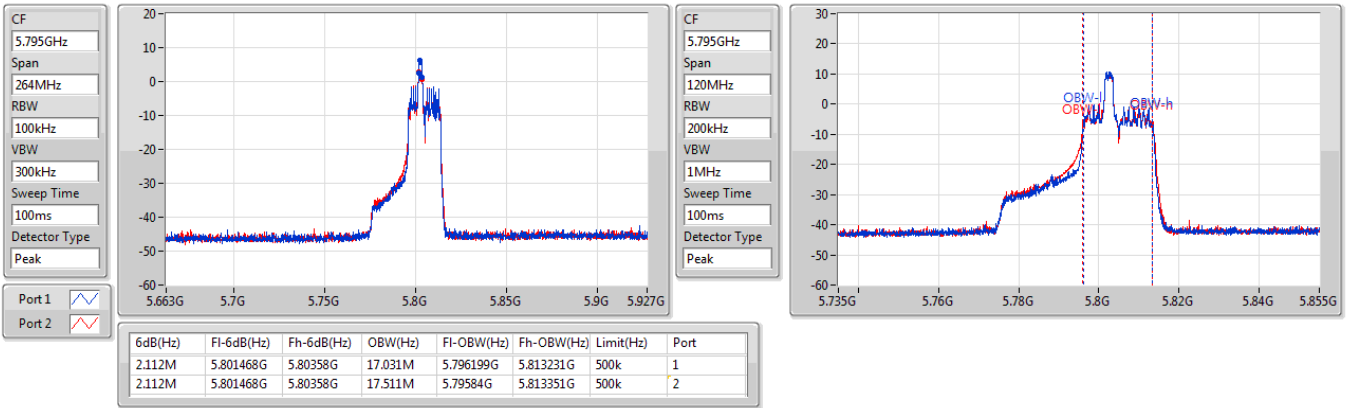 CF
5.795GHz
Span
264MHz
RBW
100kHz
VBW
300kHz
Sweep Time
100ms
Detector Type
Peak
Port 1
Port 2
20
10
0
-10
-20
-30
-40
-50
-60
5.663G 5.7G 5.75G 5.8G 5.85G 5.9G 5.927G
CF
5.795GHz
Span
120MHz
RBW
200kHz
VBW
1MHz
Sweep Time
100ms
Detector Type
Peak
30
20
10
0
-10
-20
-30
-40
-50
-60
OBW-l
OBW-h
5.735G 5.76G 5.78G 5.8G 5.82G 5.84G 5.855G
6dB(Hz) Fl-6dB(Hz) Fh-6dB(Hz) OBW(Hz) Fl-OBW(Hz) Fh-OBW(Hz) Limit(Hz) Port
2.112M 5.801468G 5.80358G 17.031M 5.796199G 5.813231G 500k 1
2.112M 5.801468G 5.80358G 17.511M 5.79584G 5.813351G 500k 2